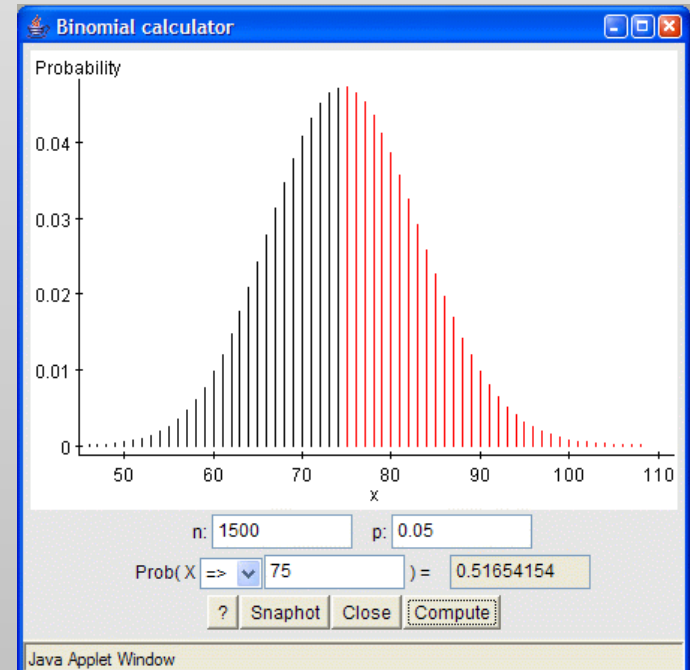 Binomial calculator
Probability
0.04
0.03
0.02
0.01
0
50 60 70 80 90 100 110
x
n: 1500 p: 0.05
Prob( X => 75 ) = 0.51654154
? Snaphot Close Compute
Java Applet Window